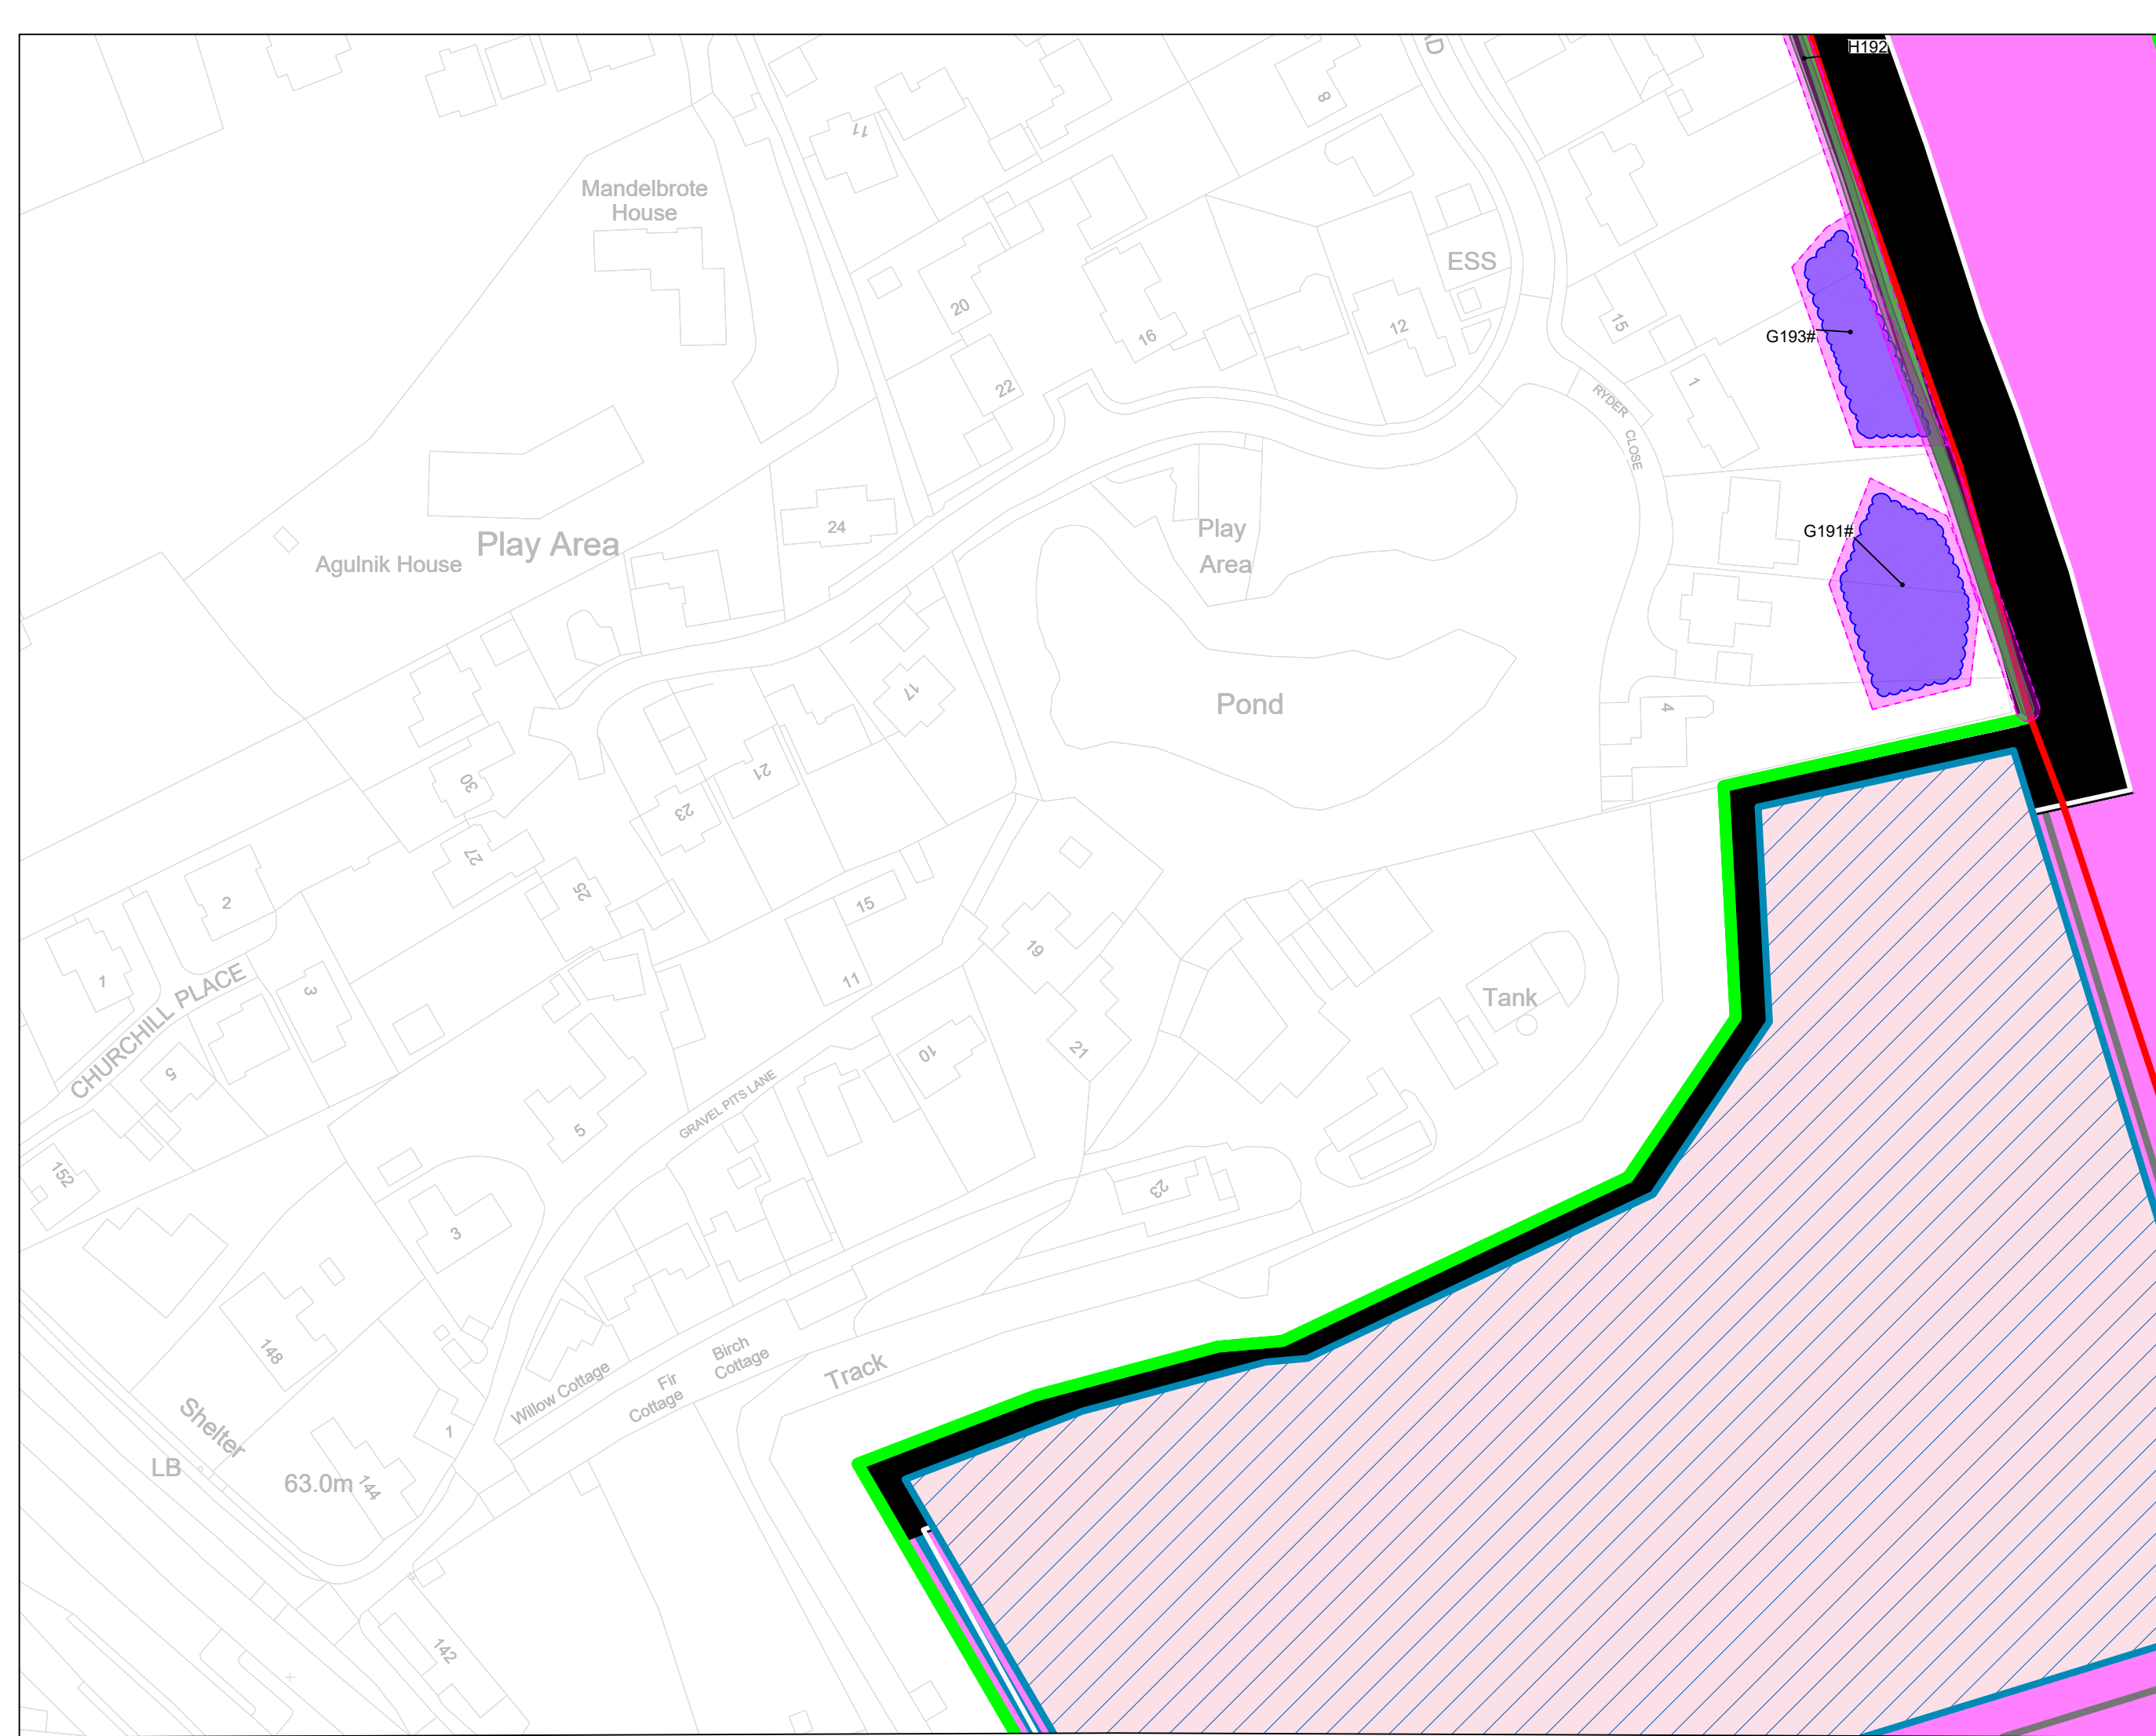 H192
11
8
Mandelbrote
House
ESS
20
16
12
15
G193#
22
1
RYDER
CLOSE
24
Play
Area
G191#
Play Area
Agulnik House
17
Pond
4
30
21
23
27
25
2
15
19
1
3
11
Tank
CHURCHILL PLACE
5
10
21
GRAVEL PITS LANE
5
152
23
3
148
Birch
Cottage
Willow Cottage
Fir
Cottage
Track
Shelter
1
LB
63.0m
144
142